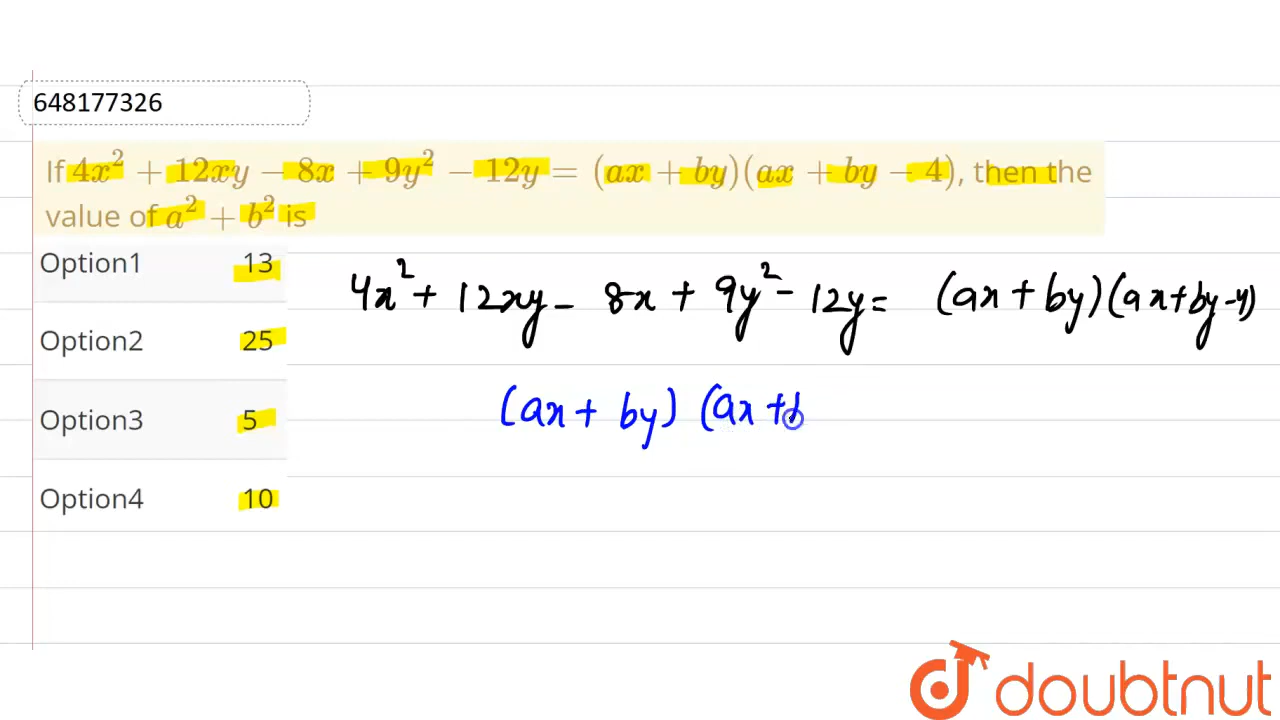 648177326
If 4x² + 12xy − 8x + 9y² − 12y = (ax + by)(ax + by − 4), then the
value of a² + b² is
Option1 13
4x² + 12xy − 8x + 9y² − 12y = (ax + by)(ax + by − 4)
Option2 25
Option3 5
(ax + by) (ax + b
Option4 10
doubtnut